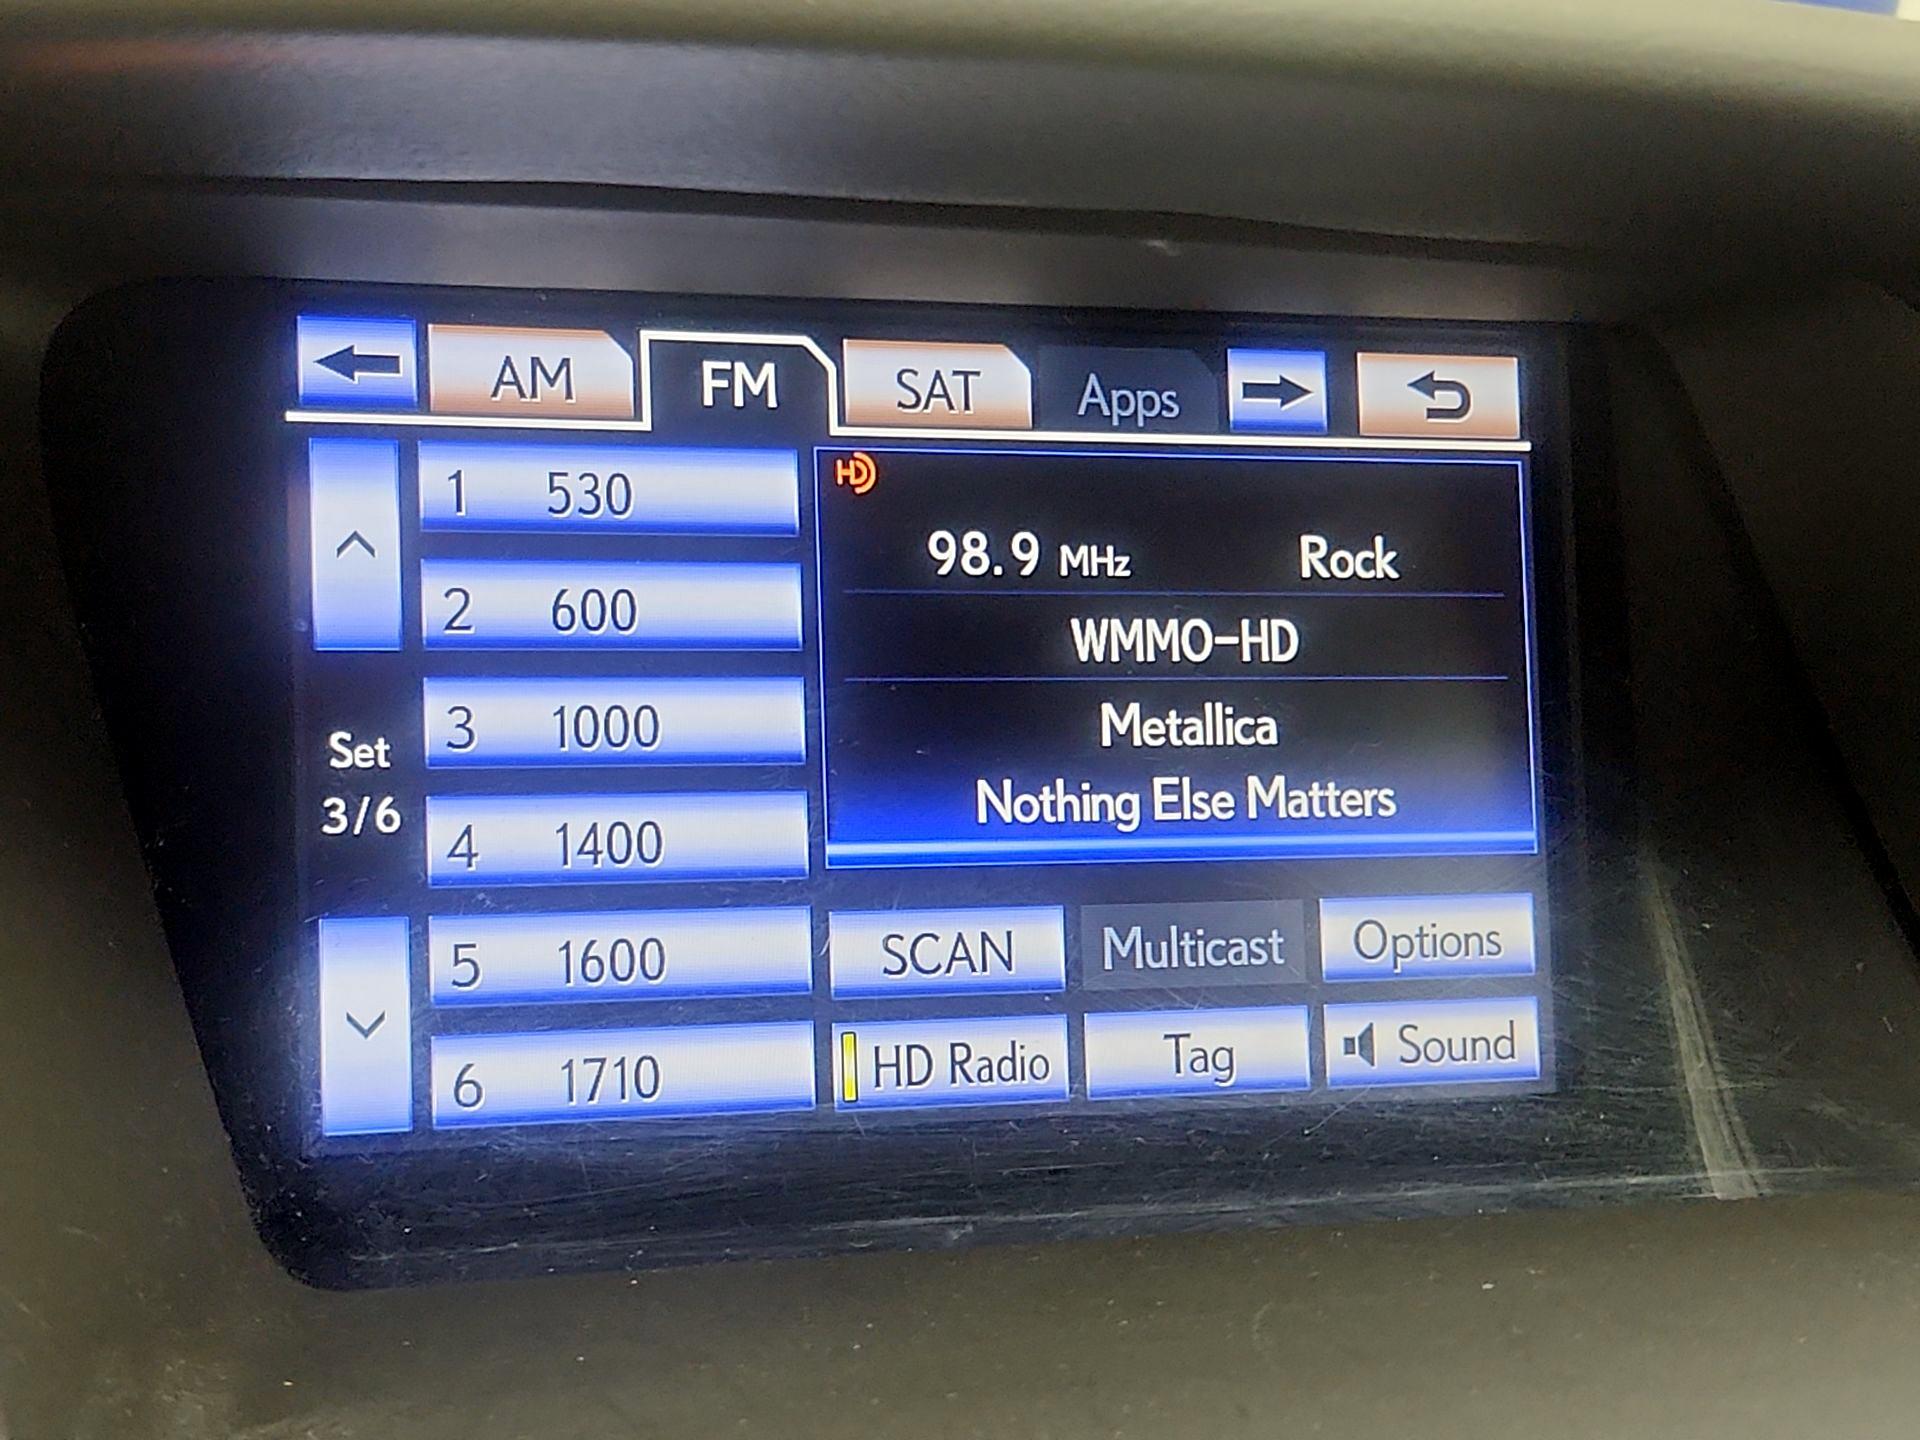 AM FM SAT Apps
1 530
2 600
3 1000
4 1400
5 1600
6 1710
Set
3/6
HD
98.9 MHz Rock
WMMO-HD
Metallica
Nothing Else Matters
SCAN Multicast Options
HD Radio Tag Sound